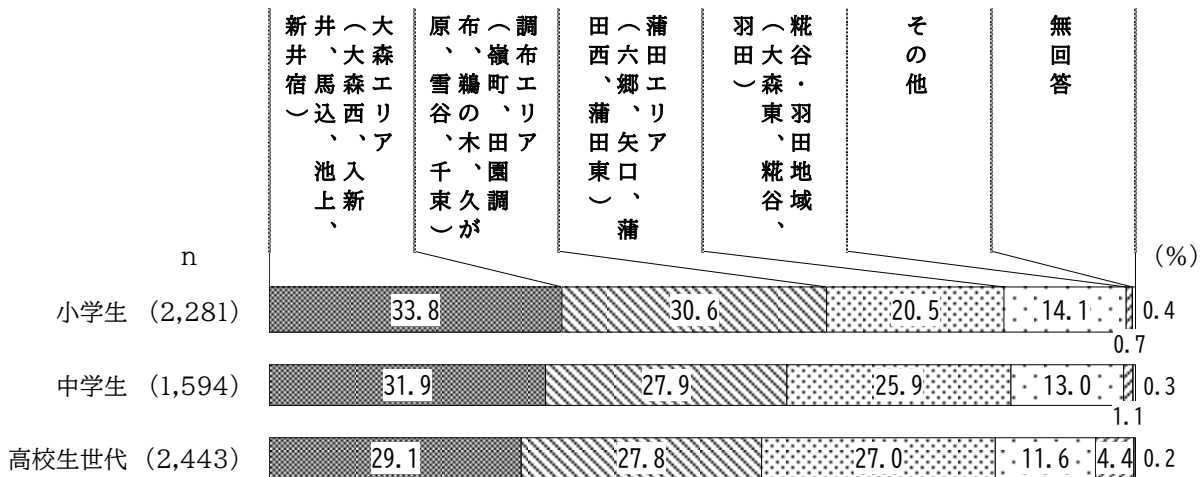 大森エリア
（大森西、入新
井、馬込、池上、
新井宿）
調布エリア
（嶺町、田園調
布、鵜の木、久が
原、雪谷、千束）
蒲田エリア
（六郷、矢口、蒲
田西、蒲田東）
糀谷・羽田地域
（大森東、糀谷、
羽田）
その他
無回答
n
(%)
小学生 (2,281) 33.8 30.6 20.5 14.1 0.4
0.7
中学生 (1,594) 31.9 27.9 25.9 13.0 0.3
1.1
高校生世代 (2,443) 29.1 27.8 27.0 11.6 4.4 0.2